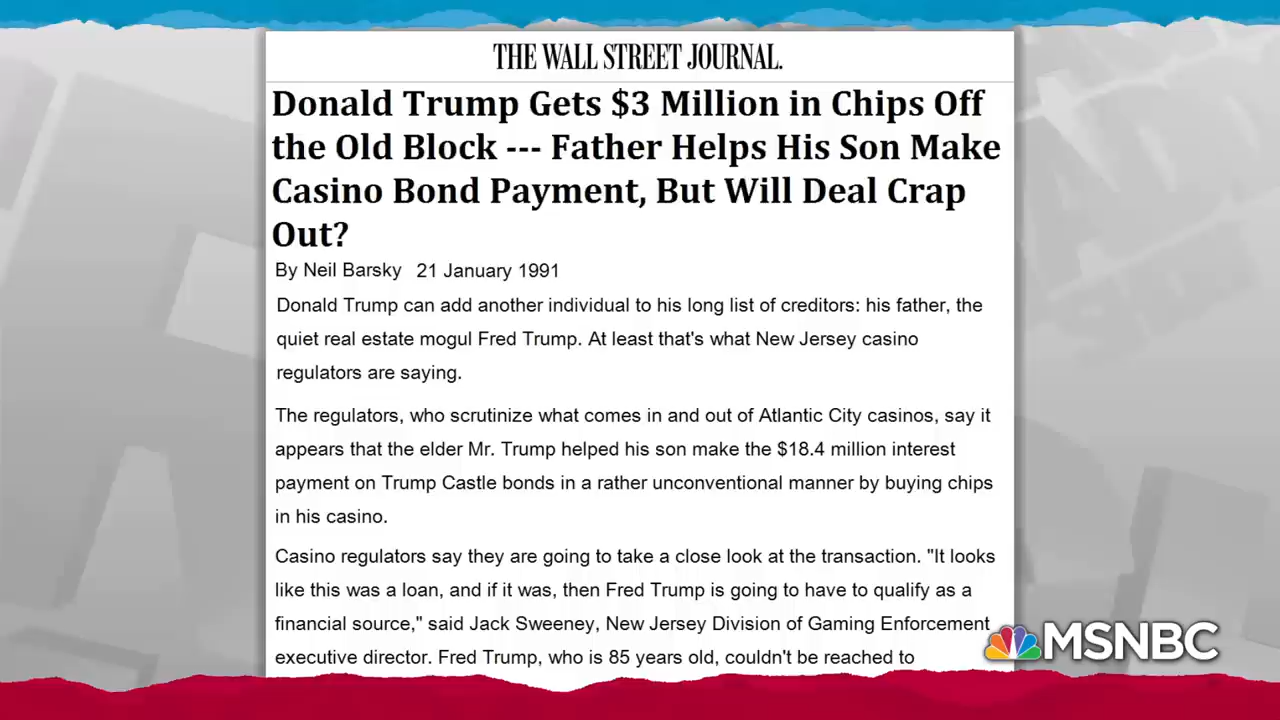 THE WALL STREET JOURNAL.
Donald Trump Gets $3 Million in Chips Off
the Old Block --- Father Helps His Son Make
Casino Bond Payment, But Will Deal Crap
Out?
By Neil Barsky 21 January 1991
Donald Trump can add another individual to his long list of creditors: his father, the
quiet real estate mogul Fred Trump. At least that's what New Jersey casino
regulators are saying.
The regulators, who scrutinize what comes in and out of Atlantic City casinos, say it
appears that the elder Mr. Trump helped his son make the $18.4 million interest
payment on Trump Castle bonds in a rather unconventional manner by buying chips
in his casino.
Casino regulators say they are going to take a close look at the transaction. "It looks
like this was a loan, and if it was, then Fred Trump is going to have to qualify as a
financial source," said Jack Sweeney, New Jersey Division of Gaming Enforcement
executive director. Fred Trump, who is 85 years old, couldn't be reached to
MSNBC